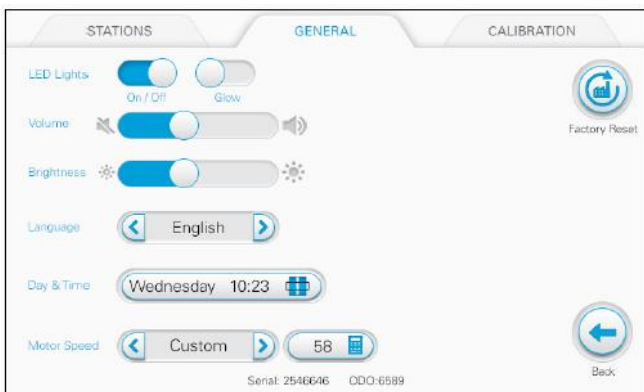 STATIONS GENERAL CALIBRATION
LED Lights
On / Off Glow
Volume
Factory Reset
Brightness
Language English
Day & Time Wednesday 10:23
Motor Speed Custom 58
Back
Serial: 2546646 ODO:6589